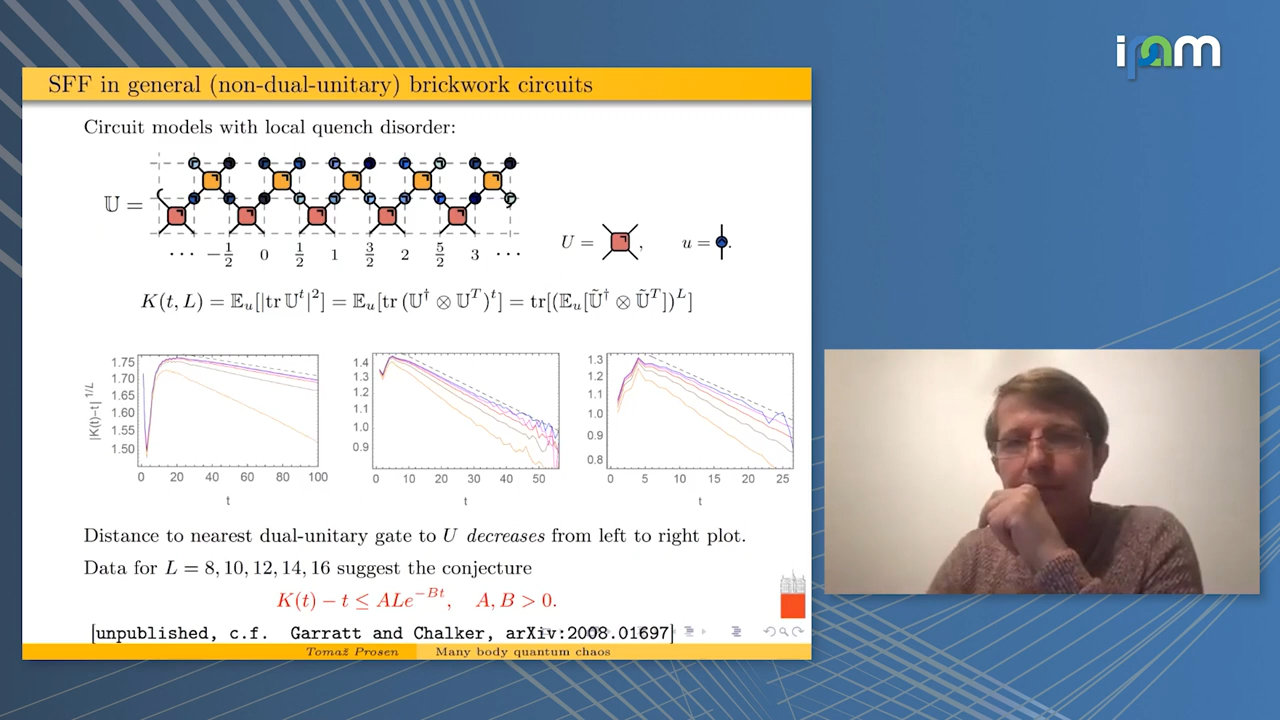 ipam
SFF in general (non-dual-unitary) brickwork circuits
Circuit models with local quench disorder:
𝕌 =
··· −1/2 0 1/2 1 3/2 2 5/2 3 ···
U = , u = .
K(t, L) = 𝔼ᵤ[|tr 𝕌ᵗ|²] = 𝔼ᵤ[tr (𝕌† ⊗ 𝕌ᵀ)ᵗ] = tr[(𝔼ᵤ[𝕌̃† ⊗ 𝕌̃ᵀ])ᴸ]
|K(t)−t|^{1/L}
1.75
1.70
1.65
1.60
1.55
1.50
0 20 40 60 80 100
t
1.4
1.3
1.2
1.1
1.0
0.9
0 10 20 30 40 50
t
1.3
1.2
1.1
1.0
0.9
0.8
0 5 10 15 20 25
t
Distance to nearest dual-unitary gate to U decreases from left to right plot.
Data for L = 8, 10, 12, 14, 16 suggest the conjecture
K(t) − t ≤ ALe^{−Bt}, A, B > 0.
[unpublished, c.f. Garratt and Chalker, arXiv:2008.01697]
Tomaž Prosen Many body quantum chaos